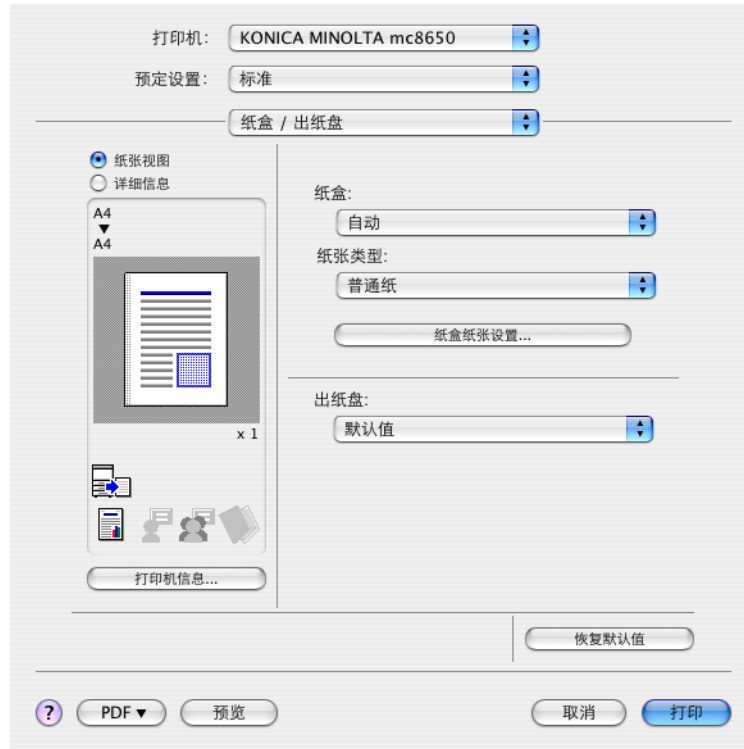 打印机: KONICA MINOLTA mc8650
预定设置: 标准
纸盒 / 出纸盘
纸张视图
详细信息
A4
A4
x 1
打印机信息...
纸盒:
自动
纸张类型:
普通纸
纸盒纸张设置...
出纸盘:
默认值
恢复默认值
? PDF ▼ 预览 取消 打印